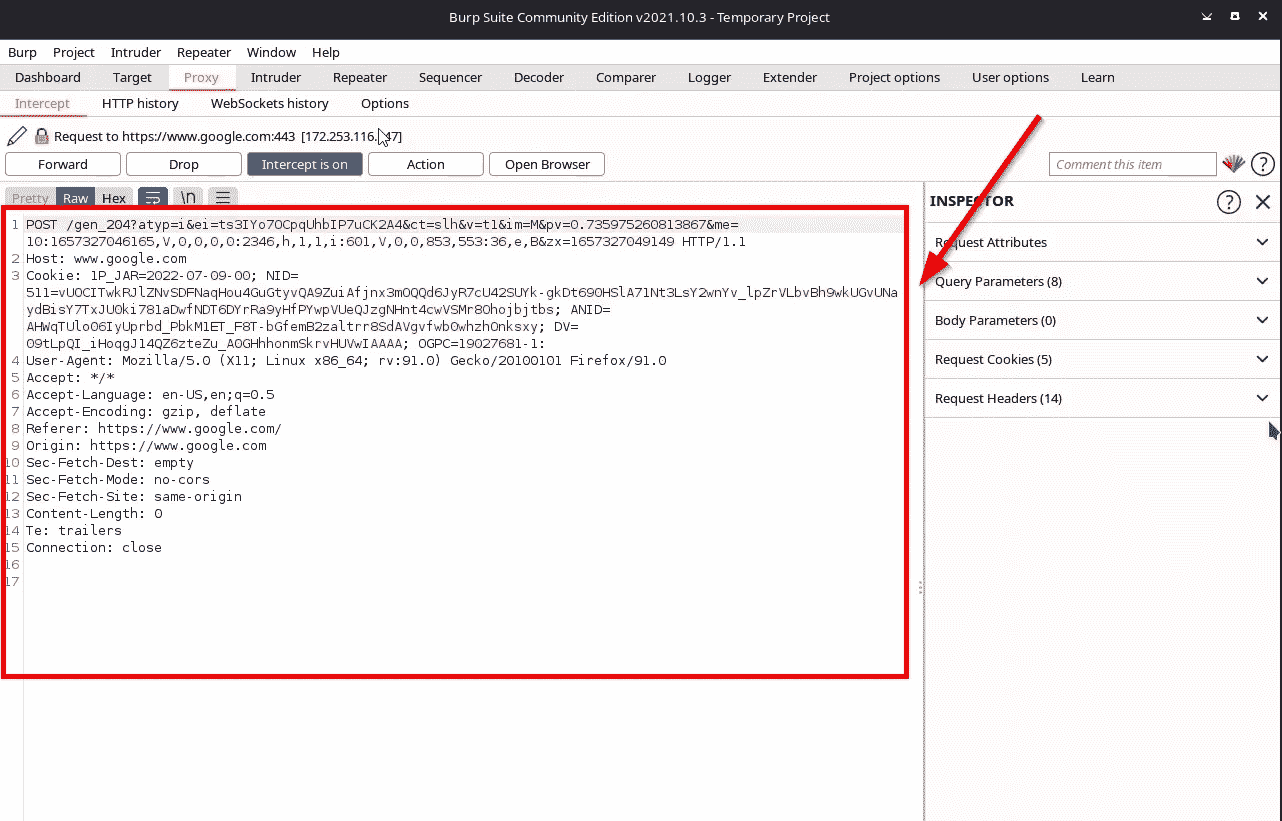 Burp Suite Community Edition v2021.10.3 - Temporary Project
Burp Project Intruder Repeater Window Help
Dashboard Target Proxy Intruder Repeater Sequencer Decoder Comparer Logger Extender Project options User options Learn
Intercept HTTP history WebSockets history Options
Request to https://www.google.com:443 [172.253.116.47]
Forward Drop Intercept is on Action Open Browser Comment this item ?
Pretty Raw Hex \n
INSPECTOR ?
1 POST /gen_204?atyp=i&ei=ts3IYo7OCpqUhbIP7uCK2A4&ct=slh&v=t1&im=M&pv=0.735975260813867&me=
10:1657327046165,V,0,0,0,0:2346,h,1,1,i:601,V,0,0,853,553:36,e,B&zx=1657327049149 HTTP/1.1
2 Host: www.google.com
3 Cookie: 1P_JAR=2022-07-09-00; NID=
511=vUOCITwkRJlZNvSDFNaqHou4GuGtyvQA9ZuiAfjnx3mOQQd6JyR7cU42SUYk-gkDt690HSlA71Nt3LsY2wnYv_lpZrVLbvBh9wkUGvUNa
ydBisY7TxJU0ki781aDwfNDT6DYrRa9yHfPYwpVUeQJzgNHnt4cwVSMr80hojbjtbs; ANID=
AHWqTUlo06IyUprbd_PbkM1ET_F8T-bGfemB2zaltrr8SdAVgvfwbOwhzhOnksxy; DV=
09tLpQI_iHoqgJ14QZ6zteZu_A0GHhhonmSkrvHUVwIAAAA; OGPC=19027681-1:
4 User-Agent: Mozilla/5.0 (X11; Linux x86_64; rv:91.0) Gecko/20100101 Firefox/91.0
5 Accept: */*
6 Accept-Language: en-US,en;q=0.5
7 Accept-Encoding: gzip, deflate
8 Referer: https://www.google.com/
9 Origin: https://www.google.com
10 Sec-Fetch-Dest: empty
11 Sec-Fetch-Mode: no-cors
12 Sec-Fetch-Site: same-origin
13 Content-Length: 0
14 Te: trailers
15 Connection: close
16
17
Request Attributes
Query Parameters (8)
Body Parameters (0)
Request Cookies (5)
Request Headers (14)